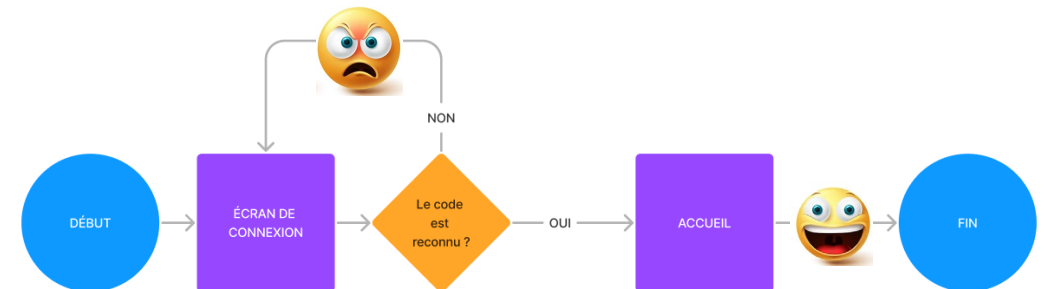 NON
DÉBUT
ÉCRAN DE
CONNEXION
Le code
est
reconnu ?
OUI
ACCUEIL
FIN